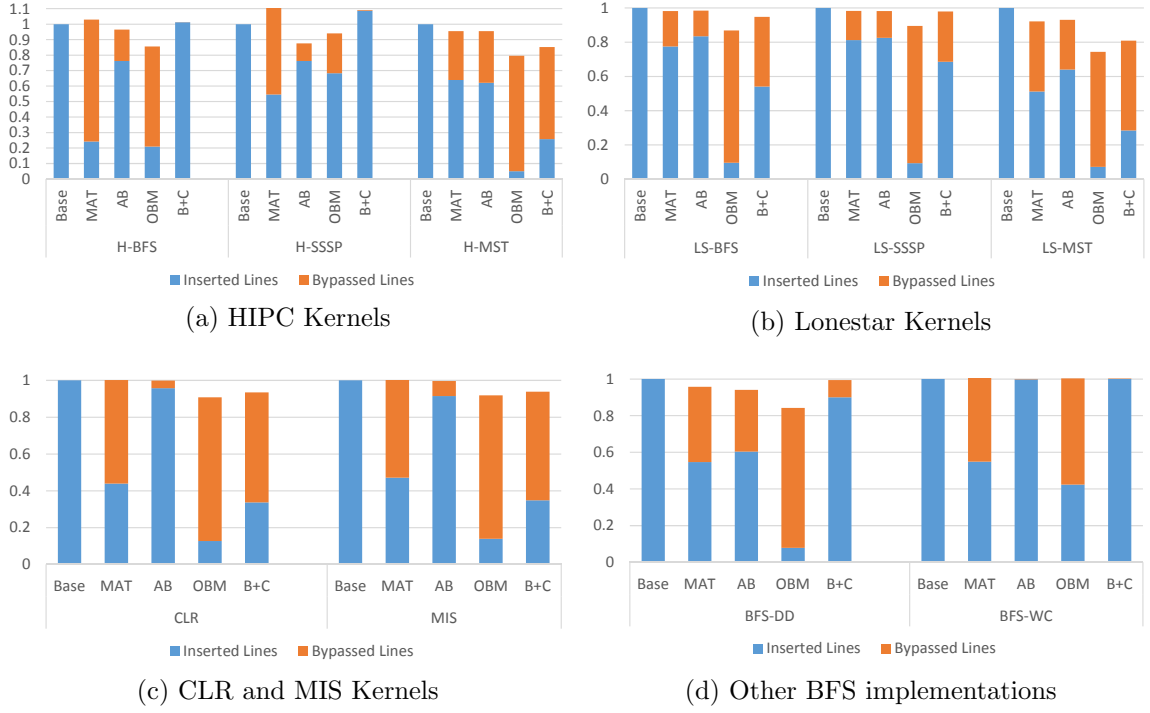 1.1
1
0.9
0.8
0.7
0.6
0.5
0.4
0.3
0.2
0.1
0
Base MAT AB OBM B+C Base MAT AB OBM B+C Base MAT AB OBM B+C
H-BFS H-SSSP H-MST
Inserted Lines Bypassed Lines
(a) HIPC Kernels
1
0.8
0.6
0.4
0.2
0
Base MAT AB OBM B+C Base MAT AB OBM B+C Base MAT AB OBM B+C
LS-BFS LS-SSSP LS-MST
Inserted Lines Bypassed Lines
(b) Lonestar Kernels
1
0.8
0.6
0.4
0.2
0
Base MAT AB OBM B+C Base MAT AB OBM B+C
CLR MIS
Inserted Lines Bypassed Lines
(c) CLR and MIS Kernels
1
0.8
0.6
0.4
0.2
0
Base MAT AB OBM B+C Base MAT AB OBM B+C
BFS-DD BFS-WC
Inserted Lines Bypassed Lines
(d) Other BFS implementations